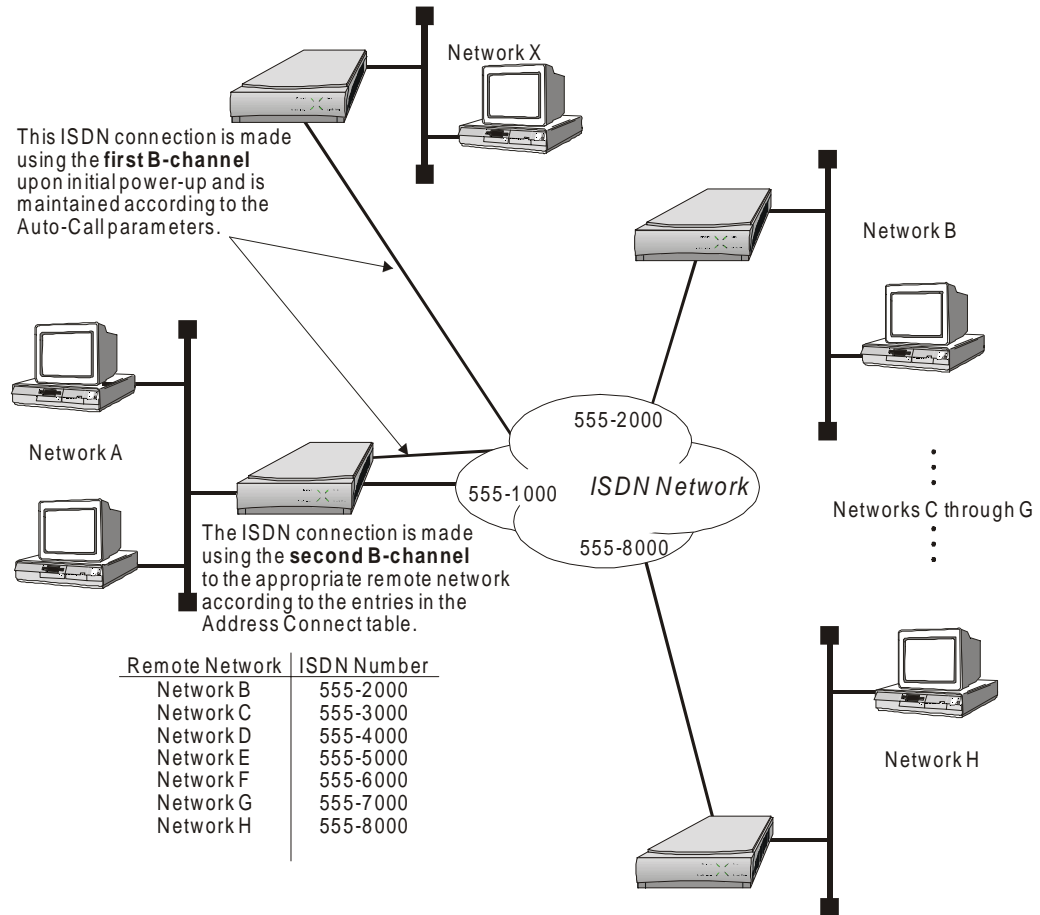 Network X
This ISDN connection is made
using the first B-channel
upon initial power-up and is
maintained according to the
Auto-Call parameters.
Network B
Network A
555-2000
555-1000
ISDN Network
555-8000
Networks C through G
The ISDN connection is made
using the second B-channel
to the appropriate remote network
according to the entries in the
Address Connect table.
Remote Network ISDN Number
Network B 555-2000
Network C 555-3000
Network D 555-4000
Network E 555-5000
Network F 555-6000
Network G 555-7000
Network H 555-8000
Network H